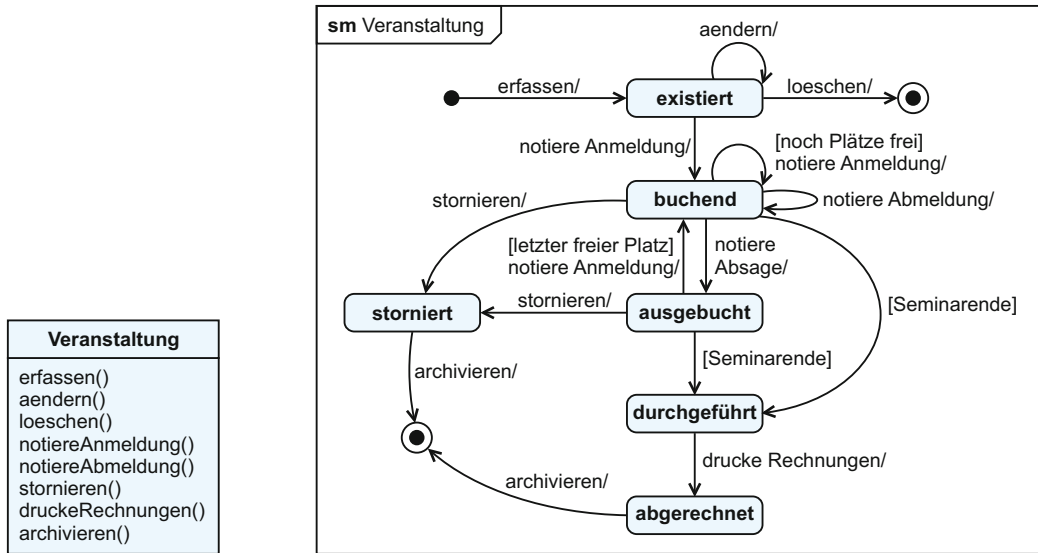 sm Veranstaltung
aendern/
erfassen/
existiert
loeschen/
notiere Anmeldung/
[noch Plätze frei]
notiere Anmeldung/
stornieren/
buchend
notiere Abmeldung/
[letzter freier Platz]
notiere Anmeldung/
notiere
Absage/
storniert
stornieren/
ausgebucht
[Seminarende]
[Seminarende]
archivieren/
durchgeführt
drucke Rechnungen/
archivieren/
abgerechnet
Veranstaltung
erfassen()
aendern()
loeschen()
notiereAnmeldung()
notiereAbmeldung()
stornieren()
druckeRechnungen()
archivieren()